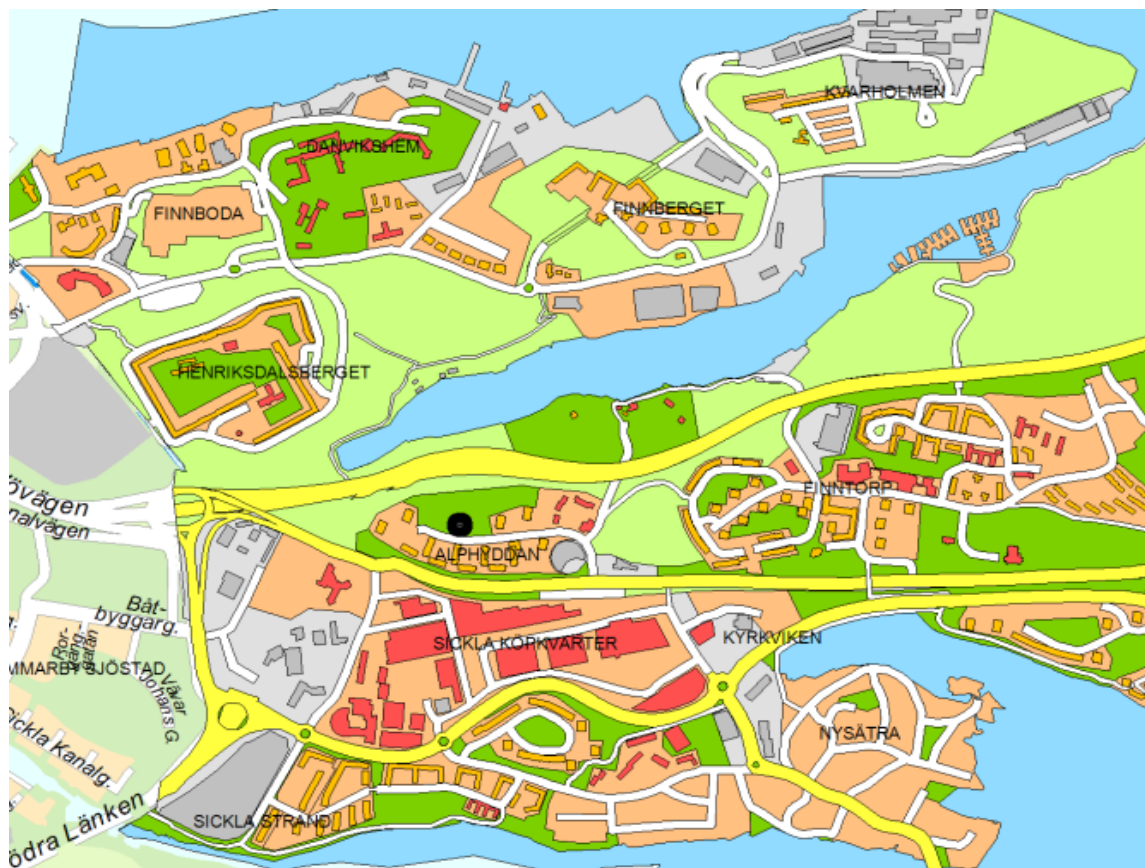 KVARHOLMEN
DANVIKSHEM
FINNBODA
FINNBERGET
HENRIKSDALSBERGET
FINNTORP
ALPHYDDAN
SICKLA KÖPKVARTER
KYRKVIKEN
Båt-
byggarg.
MMARBY SJÖSTAD
Vävar
Johans G.
NYSÄTRA
Sickla Kanalg.
SICKLA STRAND
ödra Länken
övägen
nalvägen